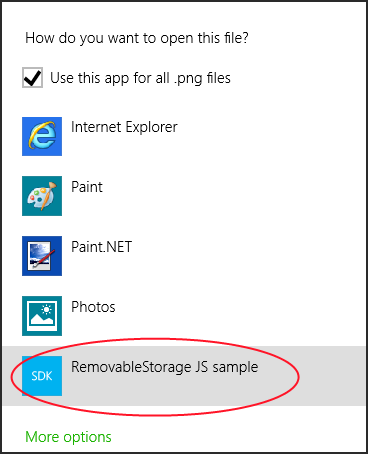 How do you want to open this file?
Use this app for all .png files
Internet Explorer
Paint
Paint.NET
Photos
SDK RemovableStorage JS sample
More options